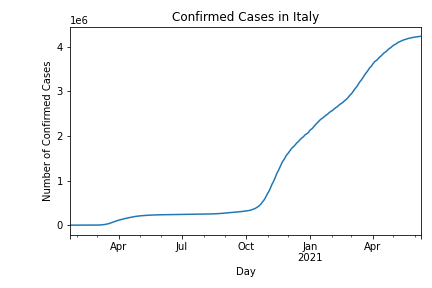 Confirmed Cases in Italy
1e6
Number of Confirmed Cases
4
3
2
1
0
Apr Jul Oct Jan Apr
2021
Day